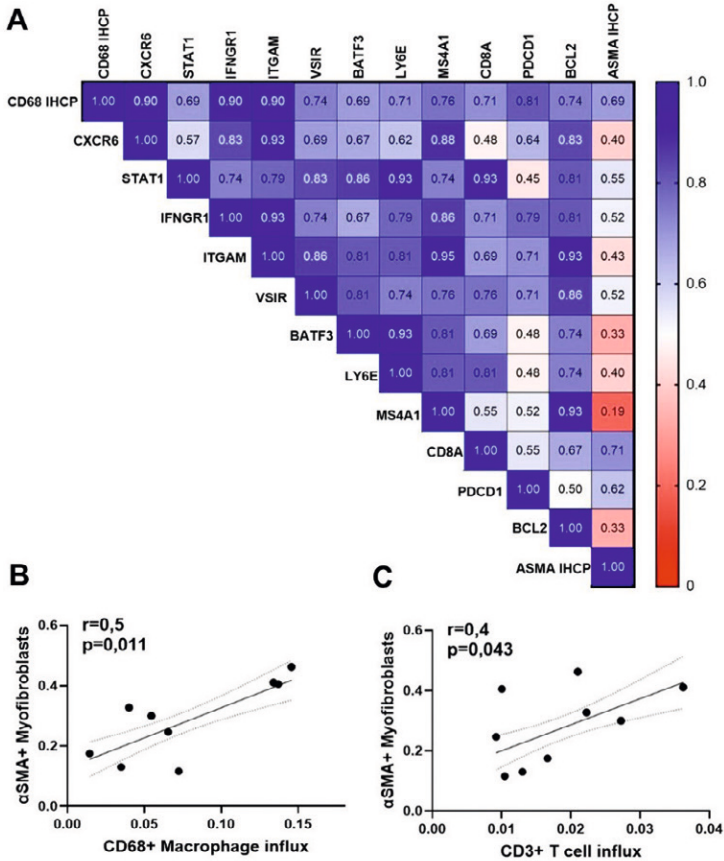 A
CD68 IHCP CXCR6 STAT1 IFNGR1 ITGAM VSIR BATF3 LY6E MS4A1 CD8A PDCD1 BCL2 ASMA IHCP
CD68 IHCP 1.00 0.90 0.69 0.90 0.90 0.74 0.69 0.71 0.76 0.71 0.81 0.74 0.69
CXCR6 1.00 0.57 0.83 0.93 0.69 0.67 0.62 0.88 0.48 0.64 0.83 0.40
STAT1 1.00 0.74 0.79 0.83 0.86 0.93 0.74 0.93 0.45 0.81 0.55
IFNGR1 1.00 0.93 0.74 0.67 0.79 0.86 0.71 0.79 0.81 0.52
ITGAM 1.00 0.86 0.81 0.81 0.95 0.69 0.71 0.93 0.43
VSIR 1.00 0.81 0.74 0.76 0.76 0.71 0.86 0.52
BATF3 1.00 0.93 0.81 0.69 0.48 0.74 0.33
LY6E 1.00 0.81 0.81 0.48 0.74 0.40
MS4A1 1.00 0.55 0.52 0.93 0.19
CD8A 1.00 0.55 0.67 0.71
PDCD1 1.00 0.50 0.62
BCL2 1.00 0.33
ASMA IHCP 1.00
1.0
0.8
0.6
0.4
0.2
0
B
r=0,5
p=0,011
αSMA+ Myofibroblasts
0.6
0.4
0.2
0.0
0.00 0.05 0.10 0.15
CD68+ Macrophage influx
C
r=0,4
p=0,043
αSMA+ Myofibroblasts
0.6
0.4
0.2
0.0
0.00 0.01 0.02 0.03 0.04
CD3+ T cell influx